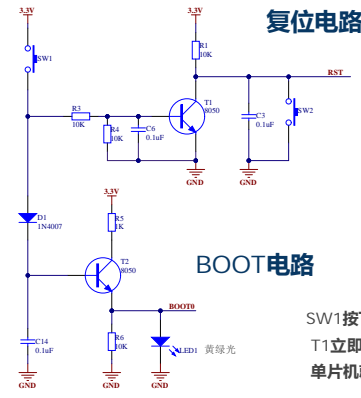 3.3V
3.3V
复位电路
SW1
R1
10K
RST
R3
10K
R4
10K
C6
0.1uF
T1
8050
C3
0.1uF
SW2
GND
GND
3.3V
D1
1N4007
R5
1K
T2
8050
BOOT电路
BOOT0
C14
0.1uF
R6
10K
LED1
黄绿光
SW1按
T1立即
单片机
GND
GND
GND